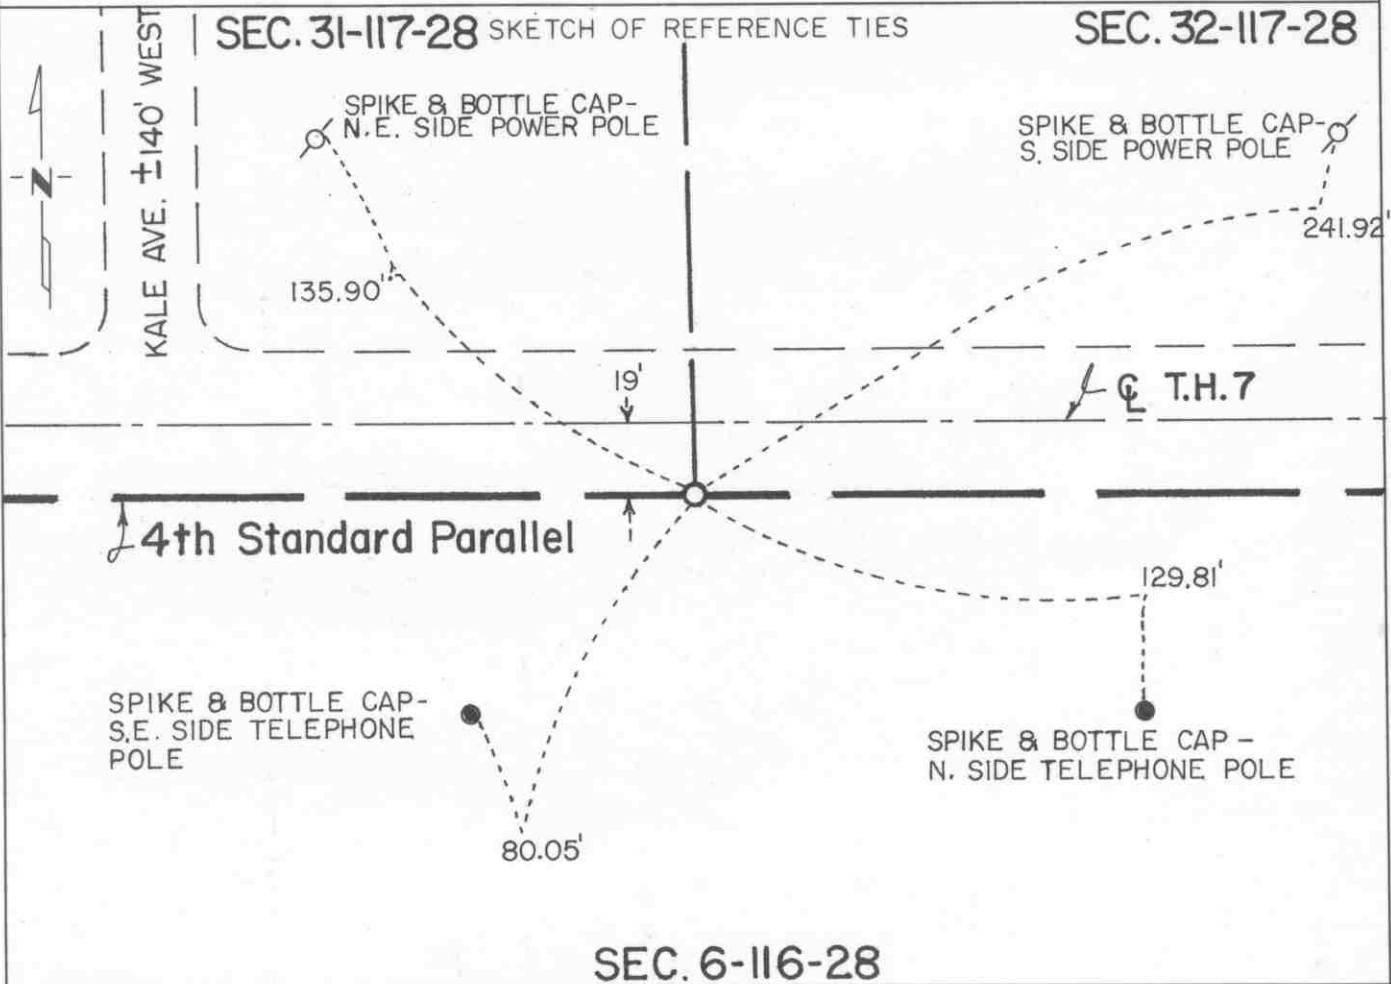 SEC. 31-117-28
SKETCH OF REFERENCE TIES
SEC. 32-117-28
KALE AVE. ±140' WEST
N
SPIKE & BOTTLE CAP-
N.E. SIDE POWER POLE
SPIKE & BOTTLE CAP-
S. SIDE POWER POLE
241.92'
135.90'
19'
℄ T.H.7
4th Standard Parallel
129.81'
SPIKE & BOTTLE CAP-
S.E. SIDE TELEPHONE
POLE
SPIKE & BOTTLE CAP-
N. SIDE TELEPHONE POLE
80.05'
SEC. 6-116-28